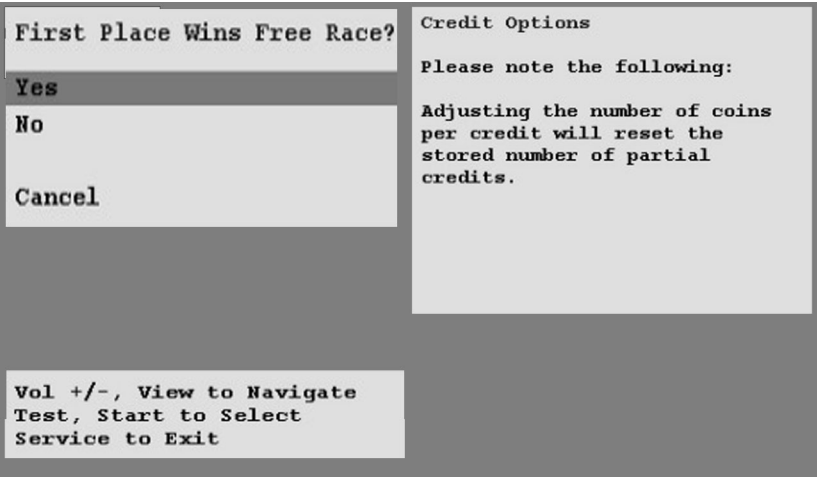 First Place Wins Free Race?
Yes
No
Cancel
Credit Options
Please note the following:
Adjusting the number of coins
per credit will reset the
stored number of partial
credits.
Vol +/-, View to Navigate
Test, Start to Select
Service to Exit